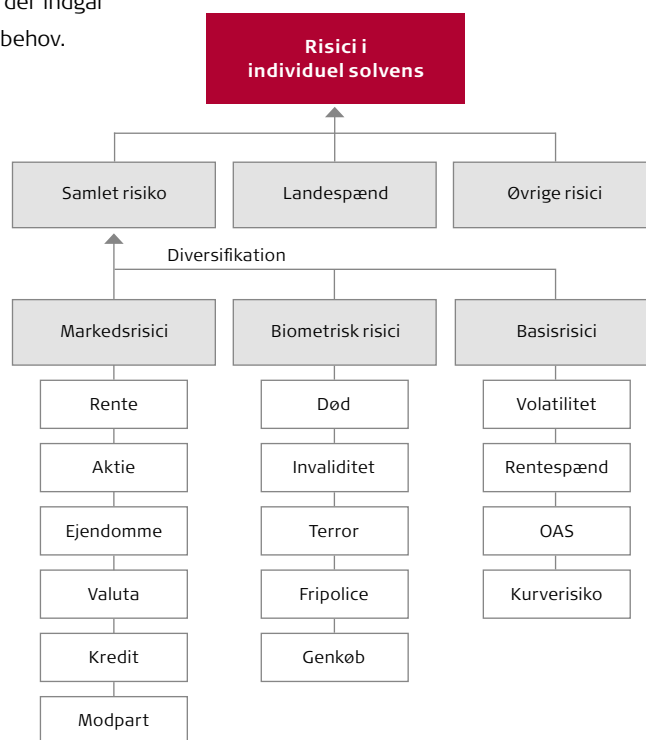 der indgår
behov.
Risici i
individuel solvens
Samlet risiko
Landespænd
Øvrige risici
Diversifikation
Markedsrisici
Biometrisk risici
Basisrisici
Rente
Død
Volatilitet
Aktie
Invaliditet
Rentespænd
Ejendomme
Terror
OAS
Valuta
Fripolice
Kurverisiko
Kredit
Genkøb
Modpart